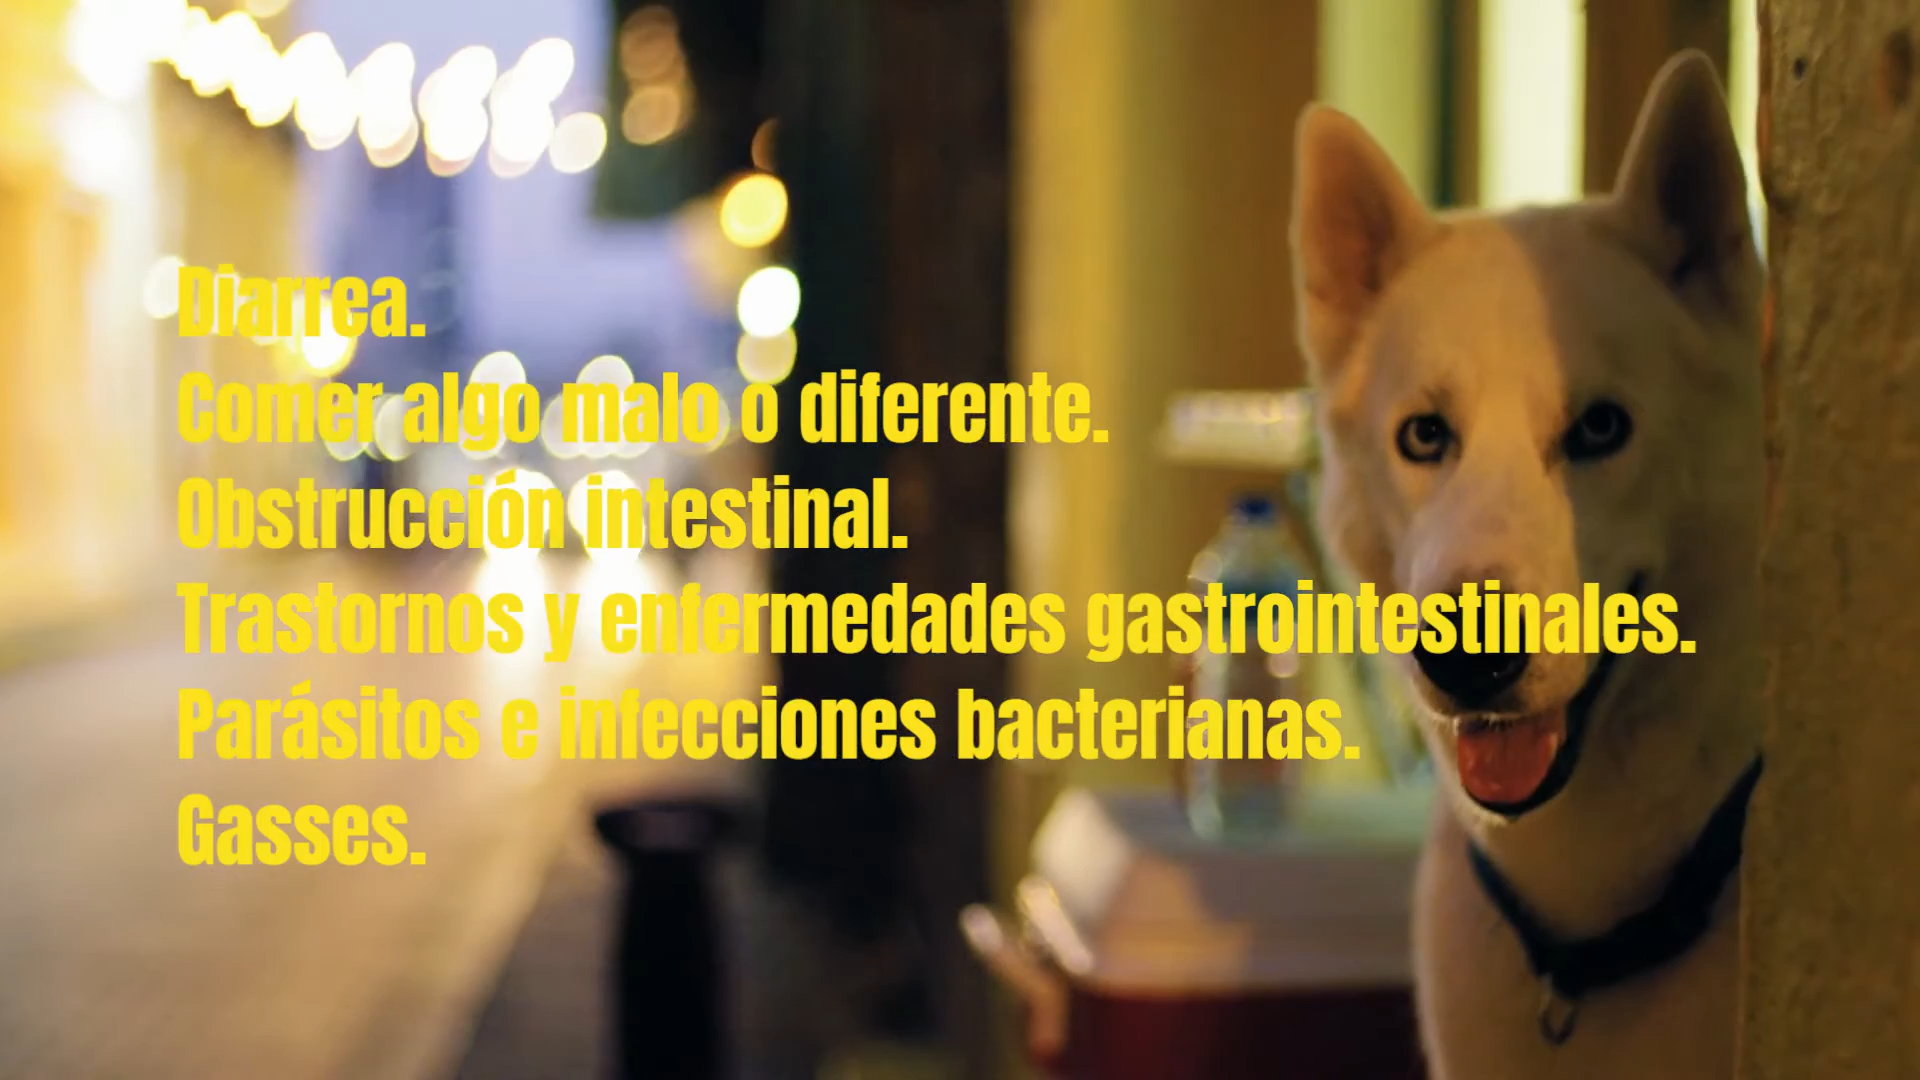 Diarrea.
Comer algo malo o diferente.
Obstrucción intestinal.
Trastornos y enfermedades gastrointestinales.
Parásitos e infecciones bacterianas.
Gasses.